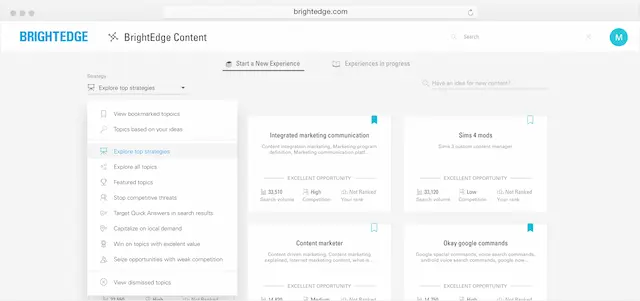 brightedge.com
BRIGHTEDGE
BrightEdge Content
Search
M
Start a New Experience
Experiences in progress
Strategy
Explore top strategies
Have an idea for new content?
View bookmarked topics
Topics based on your ideas
Explore top strategies
Explore all topics
Featured topics
Stop competitive threats
Target Quick Answers in search results
Capitalize on local demand
Win on topics with excellent value
Seize opportunities with weak competition
View dismissed topics
Integrated marketing communication
Content integration marketing, Marketing program
definition, Marketing communication platf...
EXCELLENT OPPORTUNITY
33,510 High Not Ranked
Search volume Competition Your rank
Sims 4 mods
Sims 3 custom content manager
EXCELLENT OPPORTUNITY
33,120 Low Not Ranked
Search volume Competition Your rank
Content marketer
Content driven marketing, Content marketing
explained, Inbound marketing content, what is a ...
EXCELLENT OPPORTUNITY
Medium Not Ranked
Okay google commands
Google special commands, voice search commands,
android voice search commands, google now...
EXCELLENT OPPORTUNITY
High Not Ranked